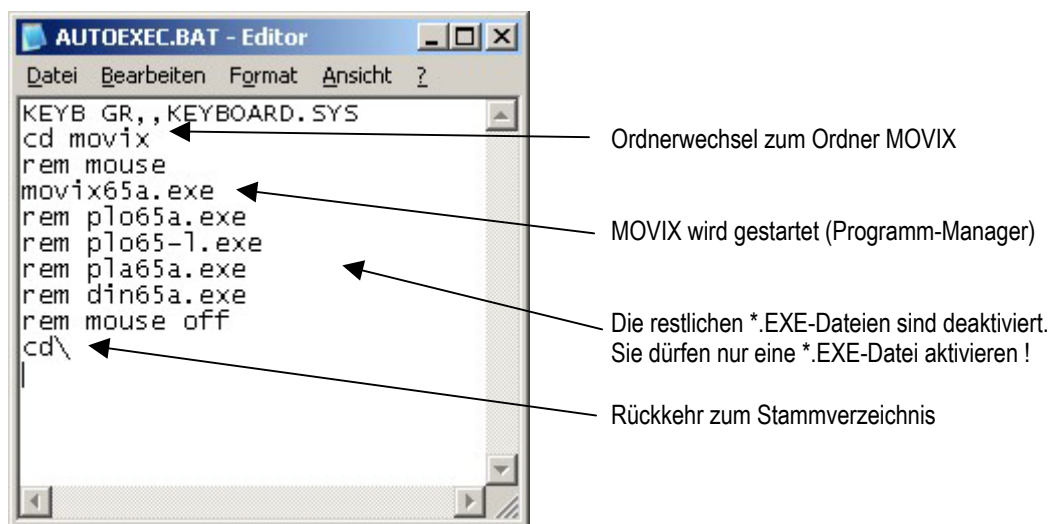 AUTOEXEC.BAT - Editor
Datei Bearbeiten Format Ansicht ?
KEYB GR,,KEYBOARD.SYS
cd movix
rem mouse
movix65a.exe
rem plo65a.exe
rem plo65-l.exe
rem pla65a.exe
rem din65a.exe
rem mouse off
cd\
Ordnerwechsel zum Ordner MOVIX
MOVIX wird gestartet (Programm-Manager)
Die restlichen *.EXE-Dateien sind deaktiviert.
Sie dürfen nur eine *.EXE-Datei aktivieren !
Rückkehr zum Stammverzeichnis